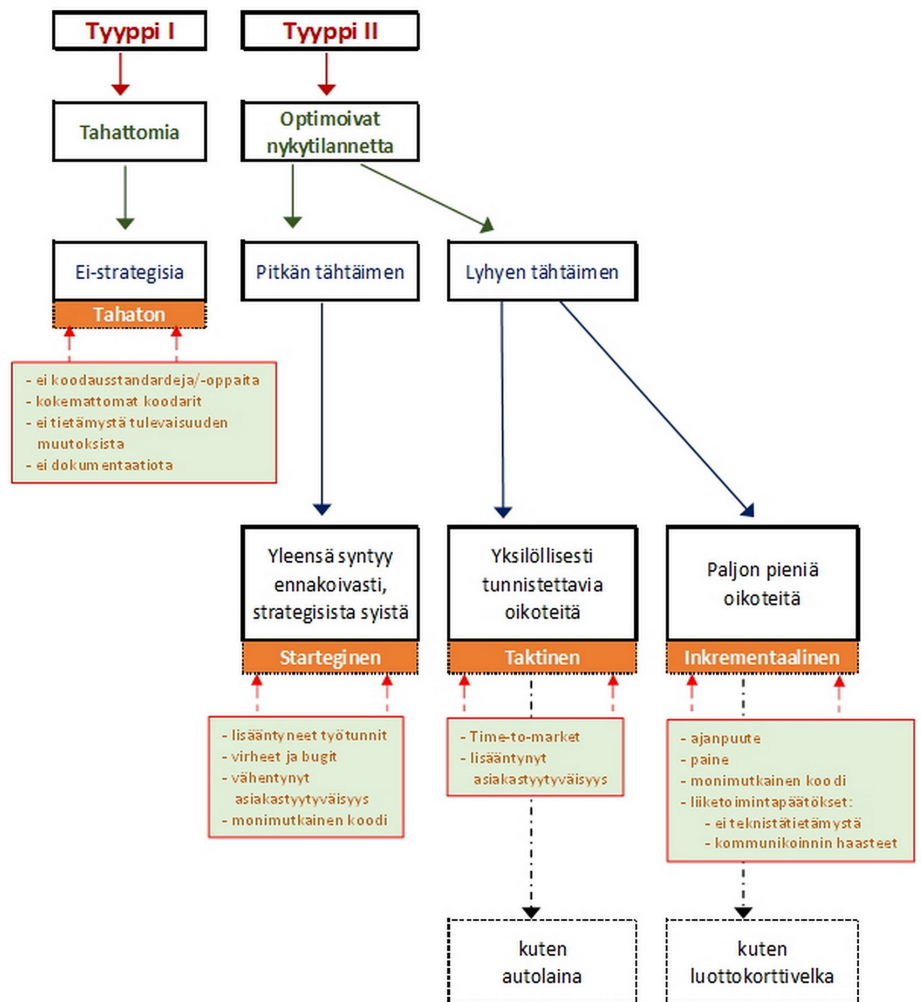 Tyyppi I
Tyyppi II
Tahattomia
Optimoivat
nykytilannetta
Ei-strategisia
Tahaton
Pitkän tähtäimen
Lyhyen tähtäimen
- ei koodausstandardeja/-oppaita
- kokemattomat koodarit
- ei tietämystä tulevaisuuden
muutoksista
- ei dokumentaatiota
Yleensä syntyy
ennakoivasti,
strategisista syistä
Starteginen
Yksilöllisesti
tunnistettavia
oikoteitä
Taktinen
Paljon pieniä
oikoteitä
Inkrementaalinen
- lisääntyneet työtunnit
- virheet ja bugit
- vähentynyt
asiakastyytyväisyys
- monimutkainen koodi
- Time-to-market
- lisääntynyt
asiakastyytyväisyys
- ajanpuute
- paine
- monimutkainen koodi
- liiketoimintapäätökset:
- ei teknistätietämystä
- kommunikoinnin haasteet
kuten
autolaina
kuten
luottokorttivelka